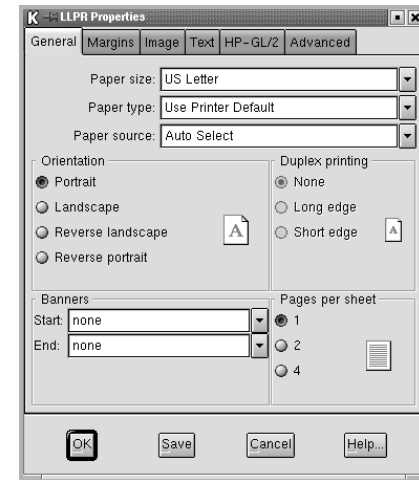 K LLPR Properties
General Margins Image Text HP-GL/2 Advanced
Paper size: US Letter
Paper type: Use Printer Default
Paper source: Auto Select
Orientation
Portrait
Landscape
Reverse landscape
Reverse portrait
A
Duplex printing
None
Long edge
Short edge
A
Banners
Start: none
End: none
Pages per sheet
1
2
4
OK Save Cancel Help...